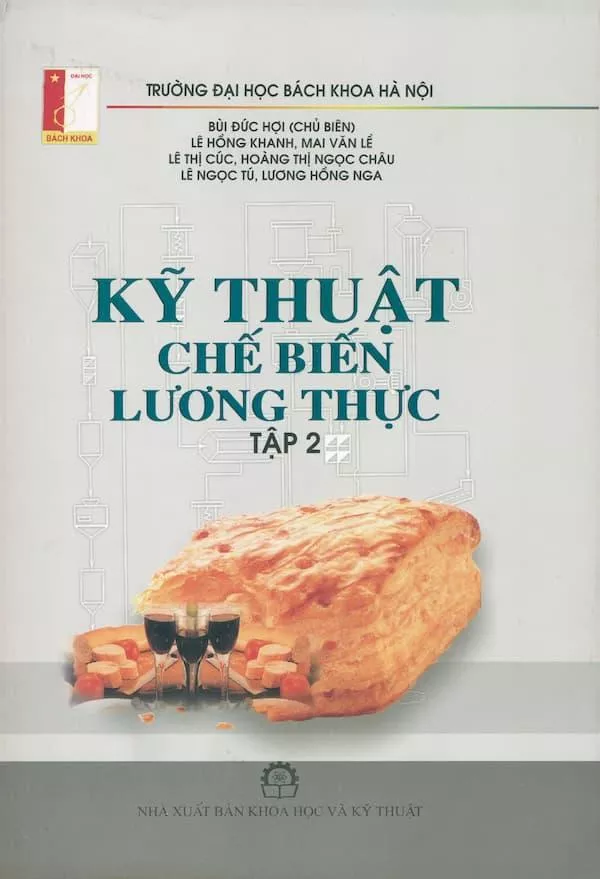 ĐẠI HỌC
BÁCH KHOA
TRƯỜNG ĐẠI HỌC BÁCH KHOA HÀ NỘI
BÙI ĐỨC HỢI (CHỦ BIÊN)
LÊ HỒNG KHANH, MAI VĂN LỀ
LÊ THỊ CÚC, HOÀNG THỊ NGỌC CHÂU
LÊ NGỌC TÚ, LƯƠNG HỒNG NGA
KỸ THUẬT
CHẾ BIẾN
LƯƠNG THỰC
TẬP 2
NHÀ XUẤT BẢN KHOA HỌC VÀ KỸ THUẬT